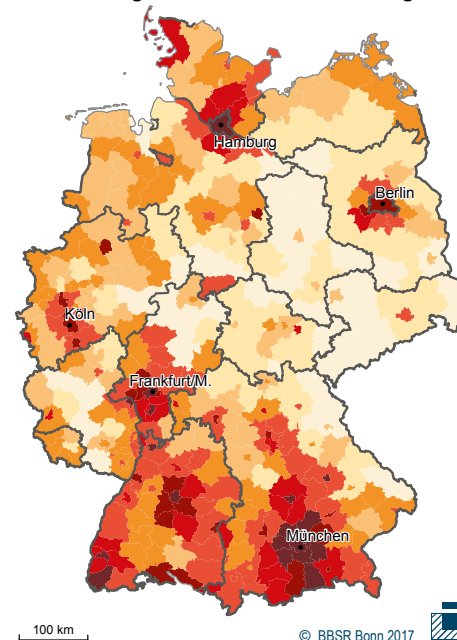 Hamburg
Berlin
Köln
Frankfurt/M.
München
100 km
© BBSR Bonn 2017